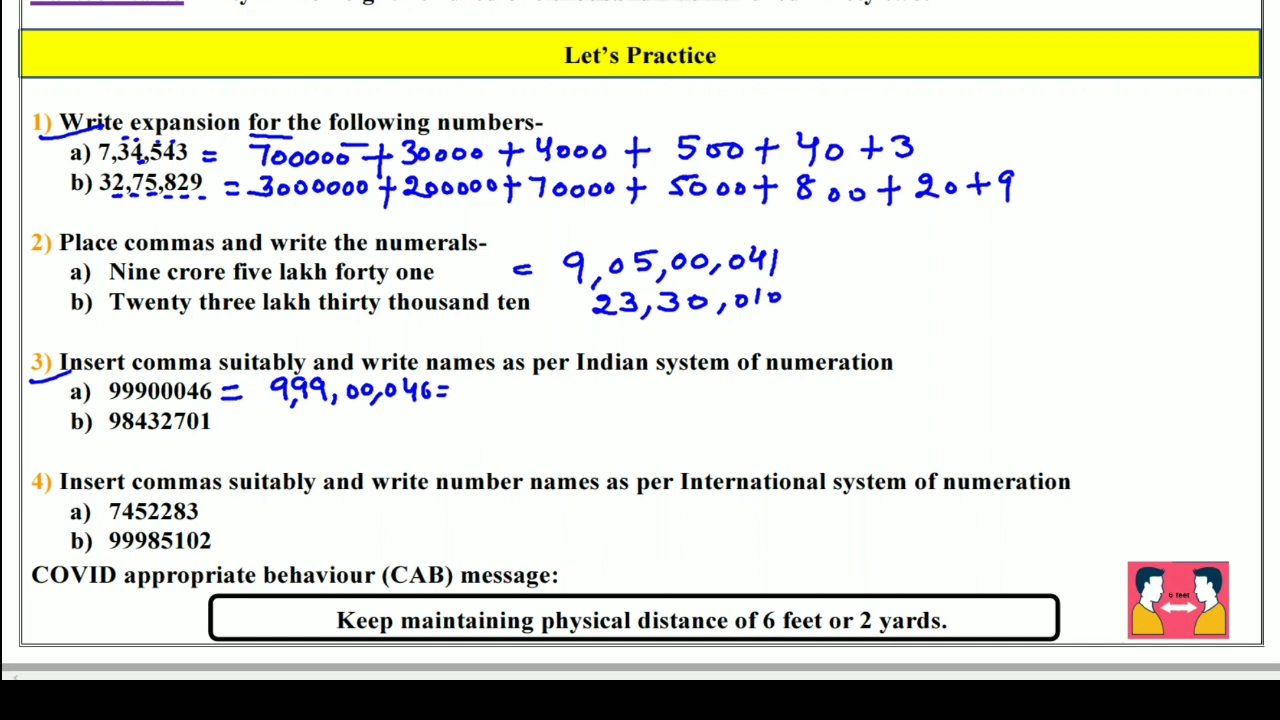 Let's Practice
1) Write expansion for the following numbers-
a) 7,34,543 = 700000 + 30000 + 4000 + 500 + 40 + 3
b) 32,75,829 = 3000000 + 200000 + 70000 + 5000 + 800 + 20 + 9
2) Place commas and write the numerals-
a) Nine crore five lakh forty one = 9,05,00,041
b) Twenty three lakh thirty thousand ten 23,30,010
3) Insert comma suitably and write names as per Indian system of numeration
a) 99900046 = 9,99,00,046 =
b) 98432701
4) Insert commas suitably and write number names as per International system of numeration
a) 7452283
b) 99985102
COVID appropriate behaviour (CAB) message:
6 feet
Keep maintaining physical distance of 6 feet or 2 yards.